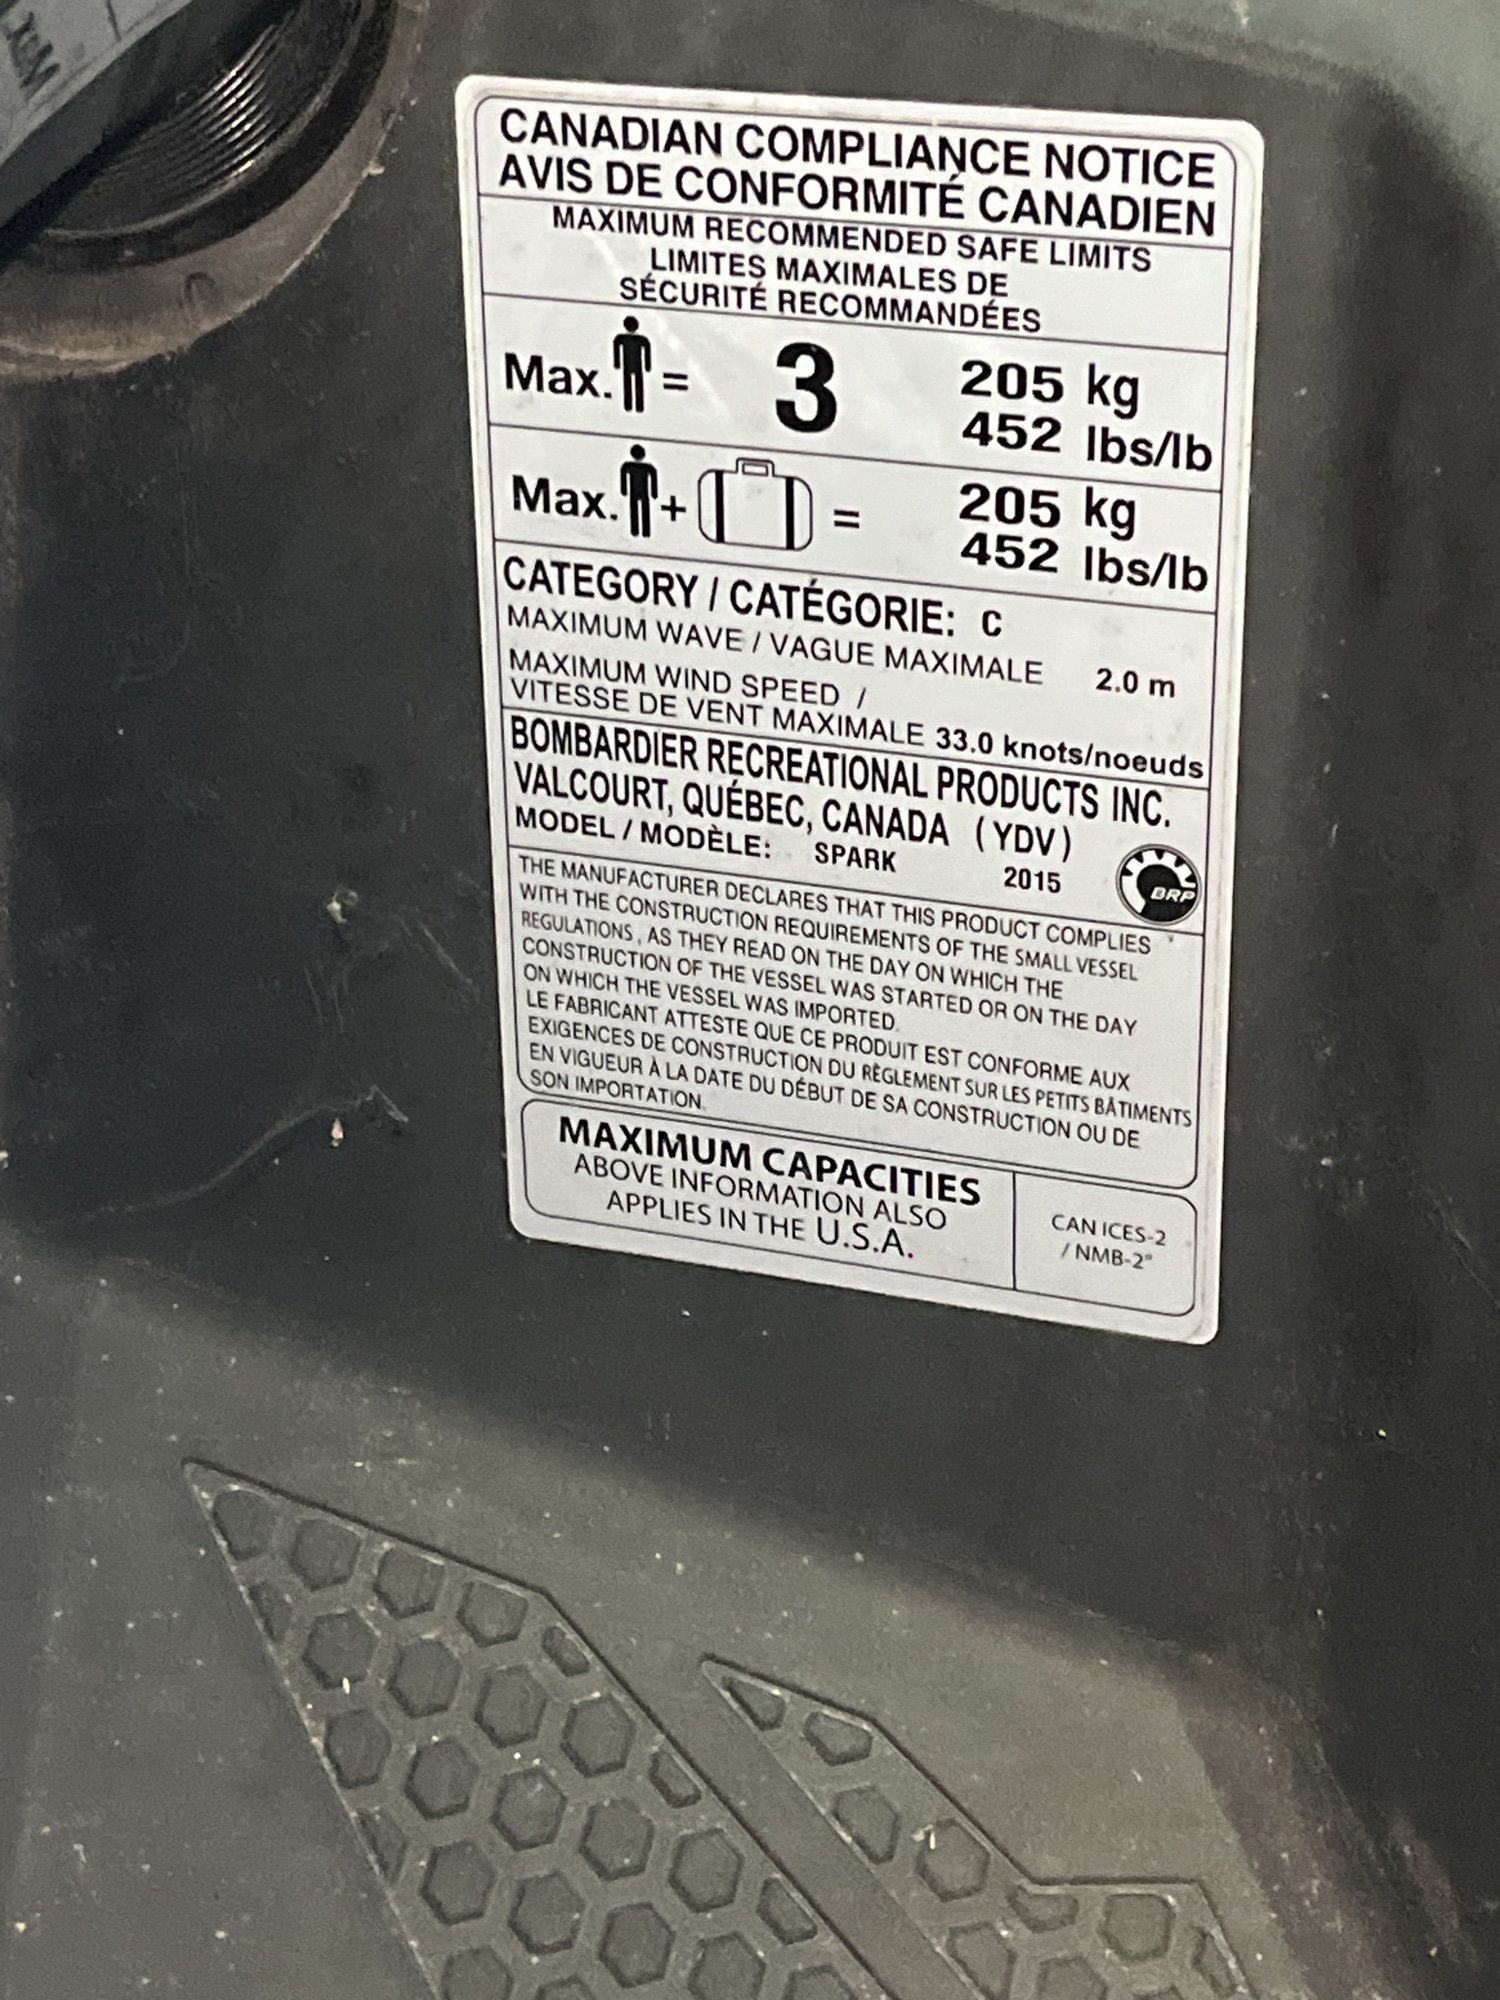 CANADIAN COMPLIANCE NOTICE
AVIS DE CONFORMITÉ CANADIEN
MAXIMUM RECOMMENDED SAFE LIMITS
LIMITES MAXIMALES DE
SÉCURITÉ RECOMMANDÉES
Max. = 3 205 kg
452 lbs/lb
Max. + = 205 kg
452 lbs/lb
CATEGORY / CATÉGORIE: C
MAXIMUM WAVE / VAGUE MAXIMALE 2.0 m
MAXIMUM WIND SPEED /
VITESSE DE VENT MAXIMALE 33.0 knots/noeuds
BOMBARDIER RECREATIONAL PRODUCTS INC.
VALCOURT, QUÉBEC, CANADA (YDV)
MODEL / MODÈLE: SPARK 2015
BRP
THE MANUFACTURER DECLARES THAT THIS PRODUCT COMPLIES
WITH THE CONSTRUCTION REQUIREMENTS OF THE SMALL VESSEL
REGULATIONS, AS THEY READ ON THE DAY ON WHICH THE
CONSTRUCTION OF THE VESSEL WAS STARTED OR ON THE DAY
ON WHICH THE VESSEL WAS IMPORTED.
LE FABRICANT ATTESTE QUE CE PRODUIT EST CONFORME AUX
EXIGENCES DE CONSTRUCTION DU RÈGLEMENT SUR LES PETITS BÂTIMENTS
EN VIGUEUR À LA DATE DU DÉBUT DE SA CONSTRUCTION OU DE
SON IMPORTATION.
MAXIMUM CAPACITIES
ABOVE INFORMATION ALSO
APPLIES IN THE U.S.A.
CAN ICES-2
/ NMB-2"